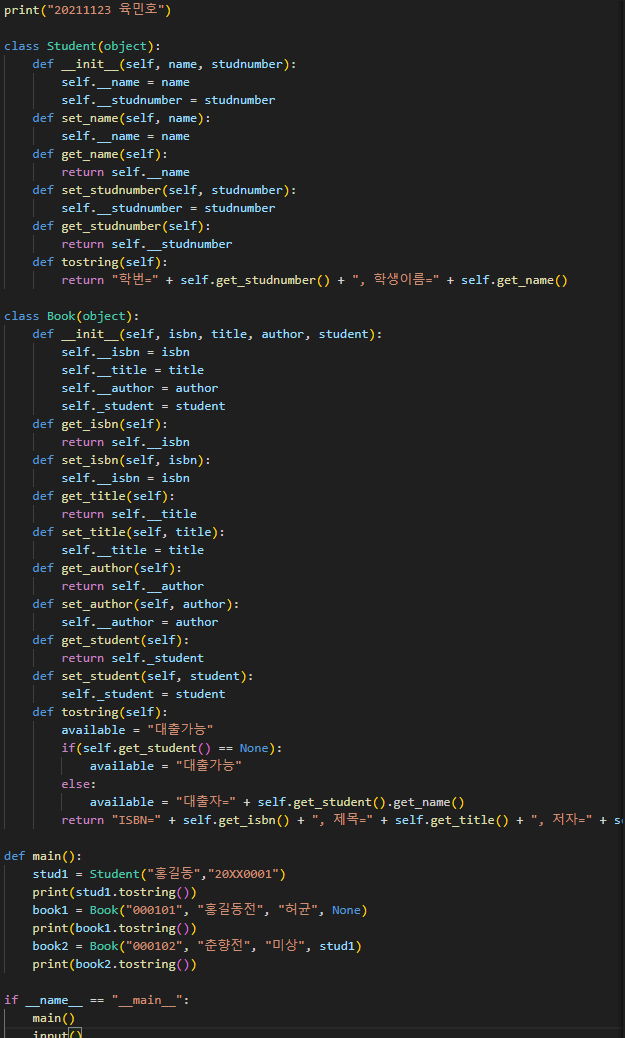 print("20211123 육민호")
class Student(object):
    def __init__(self, name, studnumber):
        self.__name = name
        self.__studnumber = studnumber
    def set_name(self, name):
        self.__name = name
    def get_name(self):
        return self.__name
    def set_studnumber(self, studnumber):
        self.__studnumber = studnumber
    def get_studnumber(self):
        return self.__studnumber
    def tostring(self):
        return "학번=" + self.get_studnumber() + ", 학생이름=" + self.get_name()
class Book(object):
    def __init__(self, isbn, title, author, student):
        self.__isbn = isbn
        self.__title = title
        self.__author = author
        self._student = student
    def get_isbn(self):
        return self.__isbn
    def set_isbn(self, isbn):
        self.__isbn = isbn
    def get_title(self):
        return self.__title
    def set_title(self, title):
        self.__title = title
    def get_author(self):
        return self.__author
    def set_author(self, author):
        self.__author = author
    def get_student(self):
        return self._student
    def set_student(self, student):
        self._student = student
    def tostring(self):
        available = "대출가능"
        if(self.get_student() == None):
            available = "대출가능"
        else:
            available = "대출자=" + self.get_student().get_name()
        return "ISBN=" + self.get_isbn() + ", 제목=" + self.get_title() + ", 저자=" + se
def main():
    stud1 = Student("홍길동","20XX0001")
    print(stud1.tostring())
    book1 = Book("000101", "홍길동전", "허균", None)
    print(book1.tostring())
    book2 = Book("000102", "춘향전", "미상", stud1)
    print(book2.tostring())
if __name__ == "__main__":
    main()
    input()